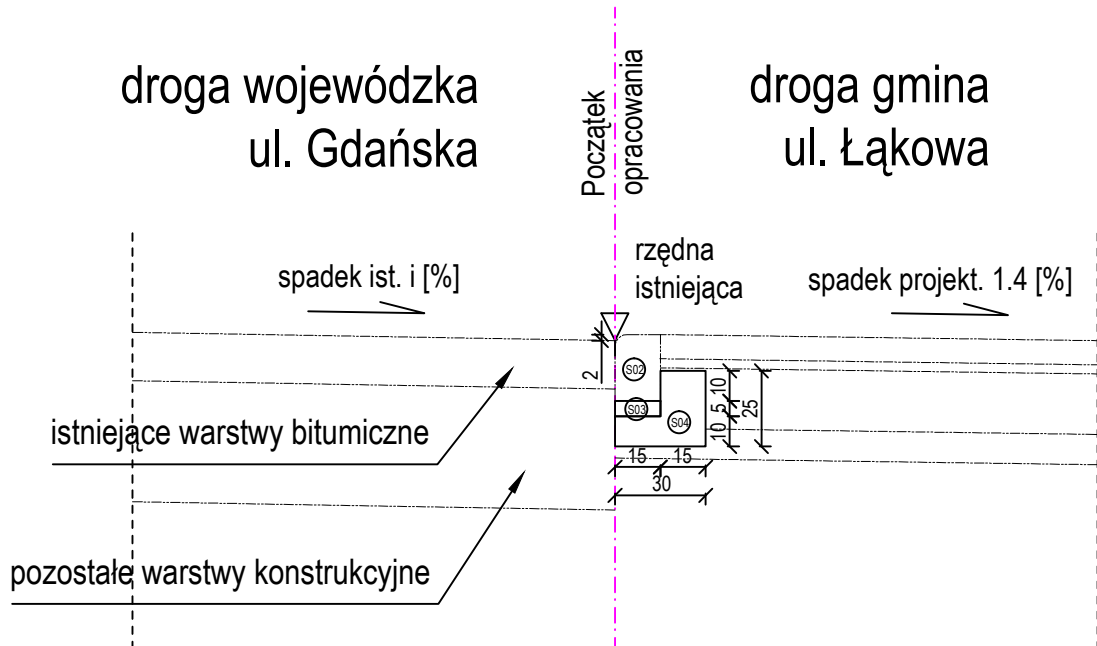 droga wojewódzka
ul. Gdańska
Początek
opracowania
droga gmina
ul. Łąkowa
spadek ist. i [%]
rzędna
istniejąca
spadek projekt. 1.4 [%]
2
S02
S03
S04
10
5
10
25
istniejące warstwy bitumiczne
15
15
30
pozostałe warstwy konstrukcyjne